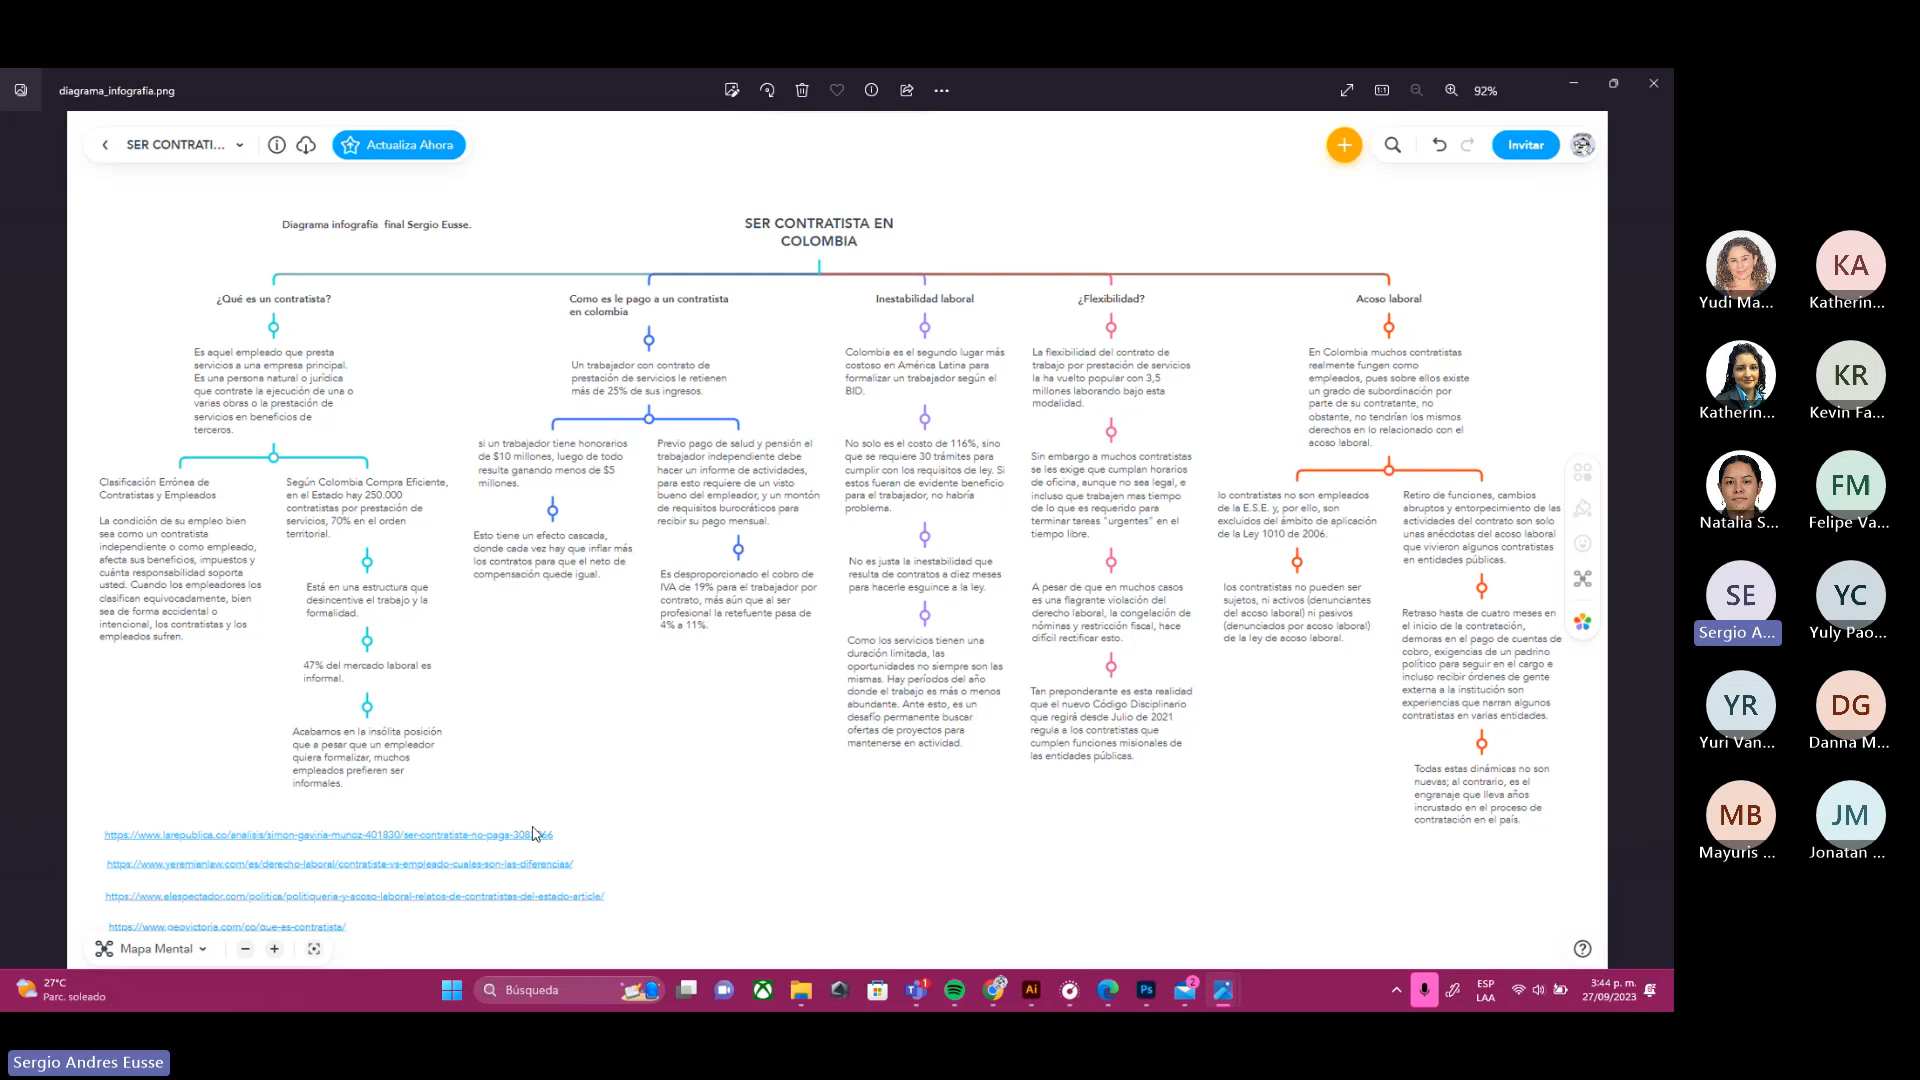 diagrama_infografia.png
92%
SER CONTRATI...
Actualiza Ahora
Invitar
Diagrama infografía final Sergio Eusse.
SER CONTRATISTA EN
COLOMBIA
¿Qué es un contratista?
Es aquel empleado que presta
servicios a una empresa principal.
Es una persona natural o jurídica
que contrate la ejecución de una o
varias obras o la prestación de
servicios en beneficios de
terceros.
Clasificación Errónea de
Contratistas y Empleados
La condición de su empleo bien
sea como un contratista
independiente o como empleado,
afecta sus beneficios, impuestos y
cuánta responsabilidad soporta
usted. Cuando los empleadores los
clasifican equivocadamente, bien
sea de forma accidental o
intencional, los contratistas y los
empleados sufren.
Según Colombia Compra Eficiente,
en el Estado hay 250.000
contratistas por prestación de
servicios, 70% en el orden
territorial.
Está en una estructura que
desincentiva el trabajo y la
formalidad.
47% del mercado laboral es
informal.
Acabamos en la insólita posición
que a pesar que un empleador
quiera formalizar, muchos
empleados prefieren ser
informales.
Como es le pago a un contratista
en colombia
Un trabajador con contrato de
prestación de servicios le retienen
más de 25% de sus ingresos.
si un trabajador tiene honorarios
de $10 millones, luego de todo
resulta ganando menos de $5
millones.
Esto tiene un efecto cascada,
donde cada vez hay que inflar más
los contratos para que el neto de
compensación quede igual.
Previo pago de salud y pensión el
trabajador independiente debe
hacer un informe de actividades,
para esto requiere de un visto
bueno del empleador, y un montón
de requisitos burocráticos para
recibir su pago mensual.
Es desproporionado el cobro de
IVA de 19% para el trabajador por
contrato, más aún que al ser
profesional la retefuente pasa de
4% a 11%.
Inestabilidad laboral
Colombia es el segundo lugar más
costoso en América Latina para
formalizar un trabajador según el
BID.
No solo es el costo de 116%, sino
que se requiere 30 trámites para
cumplir con los requisitos de ley. Si
estos fueran de evidente beneficio
para el trabajador, no habría
problema.
No es justa la inestabilidad que
resulta de contratos a diez meses
para hacerle esguince a la ley.
Como los servicios tienen una
duración limitada, las
oportunidades no siempre son las
mismas. Hay períodos del año
donde el trabajo es más o menos
abundante. Ante esto, es un
desafío permanente buscar
ofertas de proyectos para
mantenerse en actividad.
¿Flexibilidad?
La flexibilidad del contrato de
trabajo por prestación de servicios
la ha vuelto popular con 3,5
millones laborando bajo esta
modalidad.
Sin embargo a muchos contratistas
se les exige que cumplan horarios
de oficina, aunque no sea legal, e
incluso que trabajen mas tiempo
de lo que es requerido para
terminar tareas "urgentes" en el
tiempo libre.
A pesar de que en muchos casos
es una flagrante violación del
derecho laboral, la congelación de
nóminas y restricción fiscal, hace
difícil rectificar esto.
Tan preponderante es esta realidad
que el nuevo Código Disciplinario
que regirá desde Julio de 2021
regula a los contratistas que
cumplen funciones misionales de
las entidades públicas.
Acoso laboral
En Colombia muchos contratistas
realmente fungen como
empleados, pues sobre ellos existe
un grado de subordinación por
parte de su contratante, no
obstante, no tendrían los mismos
derechos en lo relacionado con el
acoso laboral.
lo contratistas no son empleados
de la E.S.E. y, por ello, son
excluidos del ámbito de aplicación
de la Ley 1010 de 2006.
los contratistas no pueden ser
sujetos, ni activos (denunciantes
del acoso laboral) ni pasivos
(denunciados por acoso laboral)
de la ley de acoso laboral.
Retiro de funciones, cambios
abruptos y entorpecimiento de las
actividades del contrato son solo
unas anécdotas del acoso laboral
que vivieron algunos contratistas
en entidades públicas.
Retraso hasta de cuatro meses en
el inicio de la contratación,
demoras en el pago de cuentas de
cobro, exigencias de un padrino
político para seguir en el cargo e
incluso recibir órdenes de gente
externa a la institución son
experiencias que narran algunos
contratistas en varias entidades.
Todas estas dinámicas no son
nuevas; al contrario, es el
engranaje que lleva años
incrustado en el proceso de
contratación en el país.
https://www.yeremianlaw.com/es/derecho-laboral/contratista-vs-empleado-cuales-son-las-diferencias/
https://www.elespectador.com/politica/politiqueria-y-acoso-laboral-relatos-de-contratistas-del-estado-article/
https://www.geovictoria.com/co/que-es-contratista/
Mapa Mental
27°C
Parc. soleado
Búsqueda
ESP
LAA
3:44 p. m.
27/09/2023
Yudi Ma...
KA
Katherin...
Katherin...
KR
Kevin Fa...
Natalia S...
FM
Felipe Va...
SE
Sergio A...
YC
Yuly Pao...
YR
Yuri Van...
DG
Danna M...
MB
Mayuris ...
JM
Jonatan ...
Sergio Andres Eusse